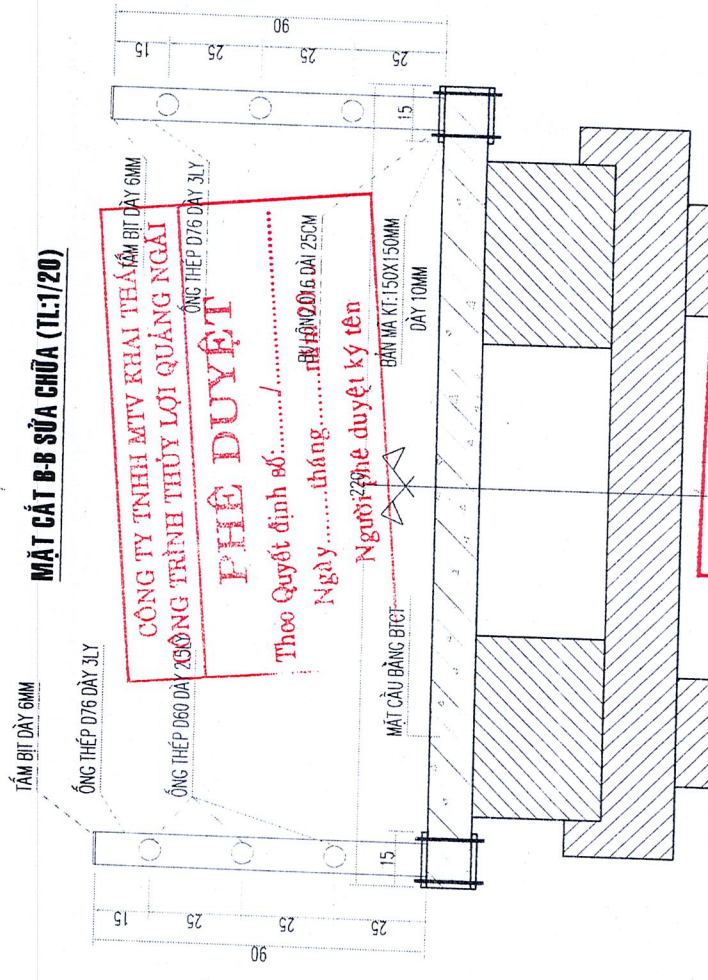 MẶT CẮT B-B SỬA CHỮA (TL:1/20)
TẤM BỊT DÀY 6MM
ỐNG THÉP D76 DÀY 3LY
ỐNG THÉP D60 DÀY 2.5LY
TẤM BỊT DÀY 6MM
ỐNG THÉP D76 DÀY 3LY
CÔNG TY TNHH MTV KHAI THÁC
CÔNG TRÌNH THỦY LỢI QUẢNG NGÃI
PHÊ DUYỆT
Theo Quyết định số:......../........
Ngày.......tháng.......năm 20
Người phê duyệt ký tên
BU LÔNG D16 DÀI 25CM
BẢN MÃ KT:150X150MM
DÀY 10MM
MẶT CẦU BẰNG BTCT
220
15
15
15
25
25
25
90
15
25
25
25
90